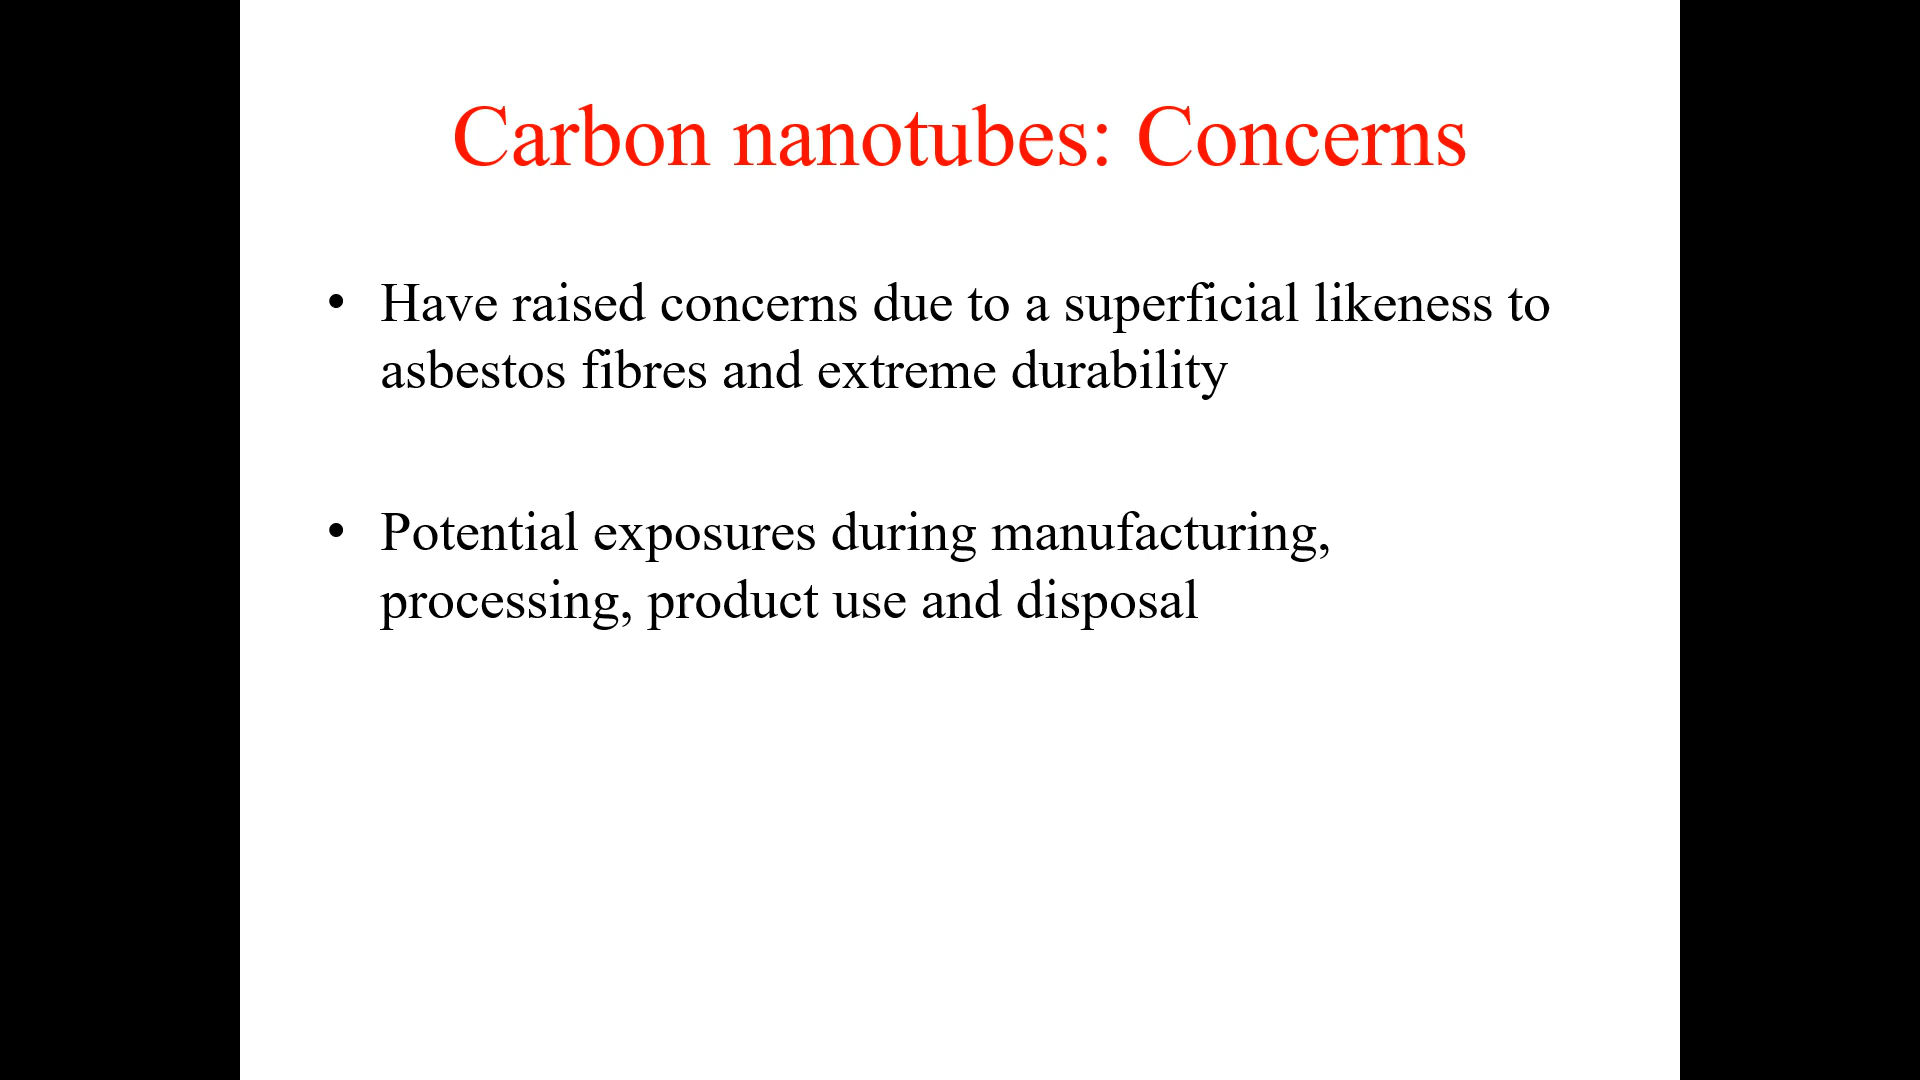 Carbon nanotubes: Concerns
• Have raised concerns due to a superficial likeness to
asbestos fibres and extreme durability
• Potential exposures during manufacturing,
processing, product use and disposal